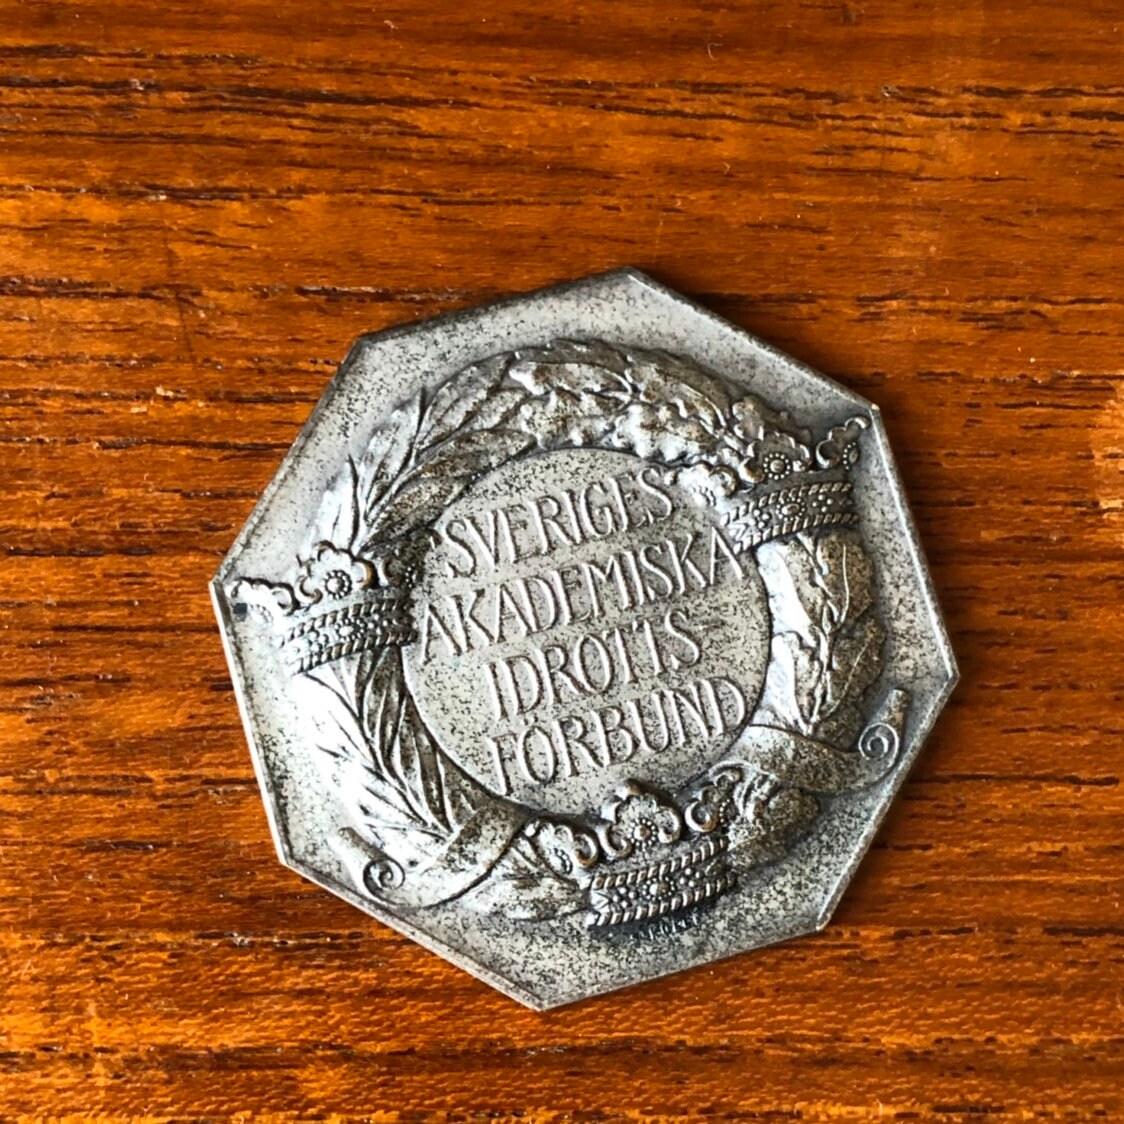 SVERIGES
AKADEMISKA
IDROTTS-
FÖRBUND